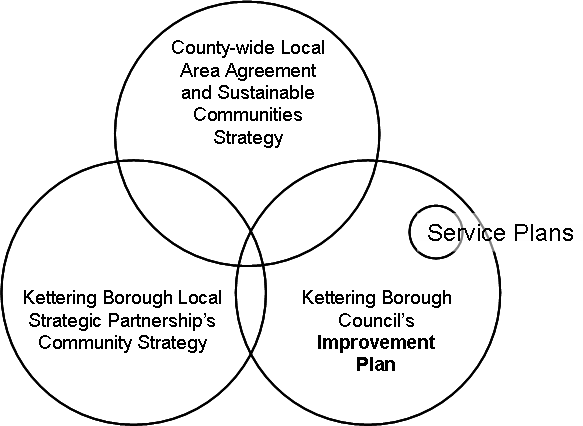 County-wide Local
Area Agreement
and Sustainable
Communities
Strategy
Service Plans
Kettering Borough Local
Strategic Partnership's
Community Strategy
Kettering Borough
Council's
Improvement
Plan